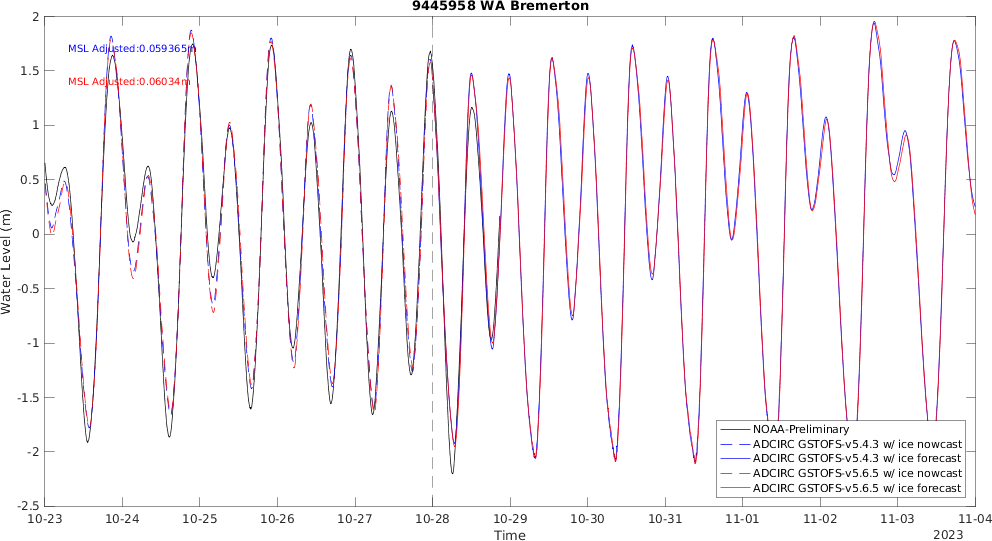 9445958 WA Bremerton
MSL Adjusted:0.059365m
MSL Adjusted:0.06034m
Water Level (m)
2
1.5
1
0.5
0
-0.5
-1
-1.5
-2
-2.5
NOAA-Preliminary
ADCIRC GSTOFS-v5.4.3 w/ ice nowcast
ADCIRC GSTOFS-v5.4.3 w/ ice forecast
ADCIRC GSTOFS-v5.6.5 w/ ice nowcast
ADCIRC GSTOFS-v5.6.5 w/ ice forecast
10-23 10-24 10-25 10-26 10-27 10-28 10-29 10-30 10-31 11-01 11-02 11-03 11-04
Time
2023